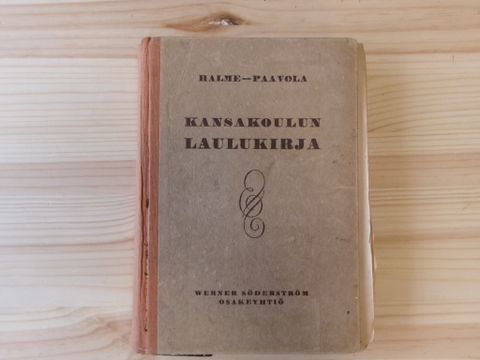 HALME—PAAVOLA
KANSAKOULUN
LAULUKIRJA
WERNER SÖDERSTRÖM
OSAKEYHTIÖ